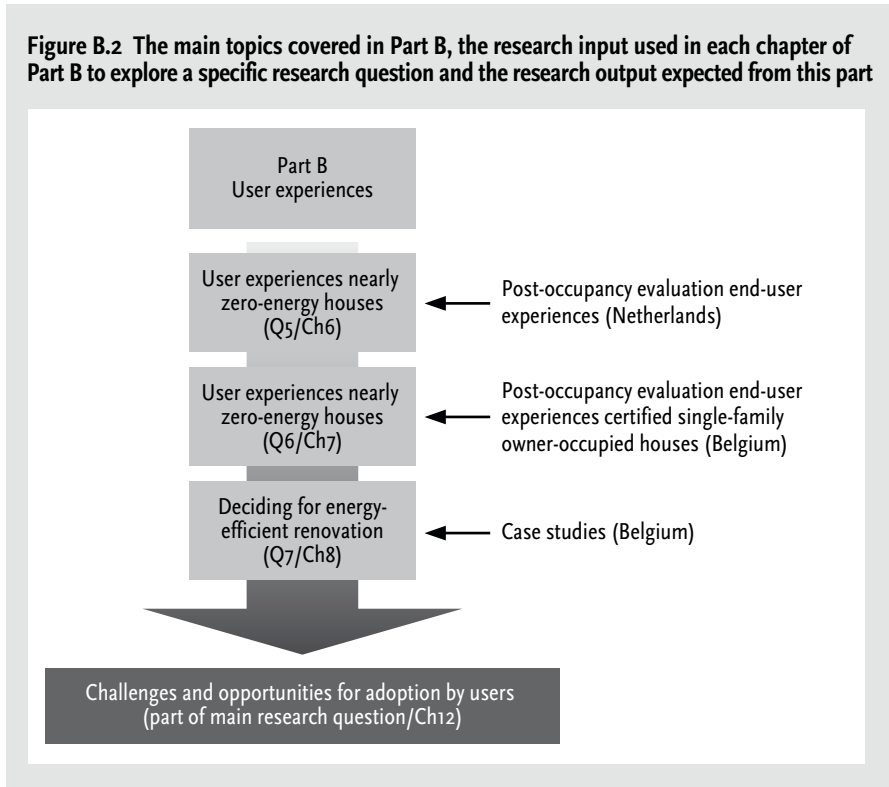 Figure B.2 The main topics covered in Part B, the research input used in each chapter of
Part B to explore a specific research question and the research output expected from this part
Part B
User experiences
User experiences nearly
zero-energy houses
(Q5/Ch6)
Post-occupancy evaluation end-user
experiences (Netherlands)
User experiences nearly
zero-energy houses
(Q6/Ch7)
Post-occupancy evaluation end-user
experiences certified single-family
owner-occupied houses (Belgium)
Deciding for energy-
efficient renovation
(Q7/Ch8)
Case studies (Belgium)
Challenges and opportunities for adoption by users
(part of main research question/Ch12)